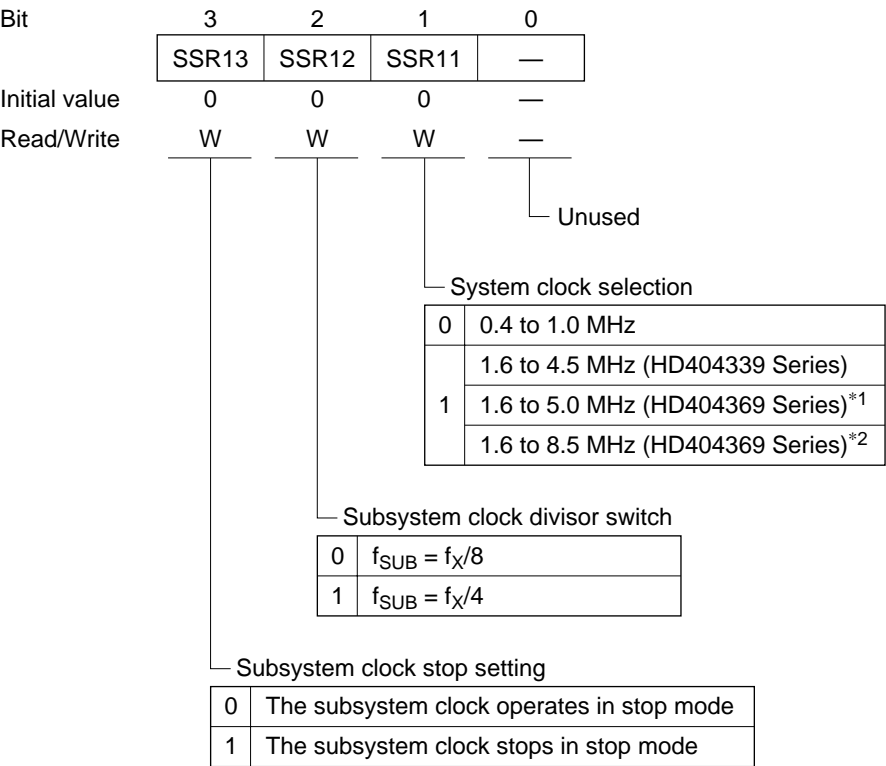 Bit 3 2 1 0
SSR13 SSR12 SSR11 —
Initial value 0 0 0 —
Read/Write W W W —
Unused
System clock selection
0 0.4 to 1.0 MHz
1.6 to 4.5 MHz (HD404339 Series)
1 1.6 to 5.0 MHz (HD404369 Series)*1
1.6 to 8.5 MHz (HD404369 Series)*2
Subsystem clock divisor switch
0 fSUB = fX/8
1 fSUB = fX/4
Subsystem clock stop setting
0 The subsystem clock operates in stop mode
1 The subsystem clock stops in stop mode